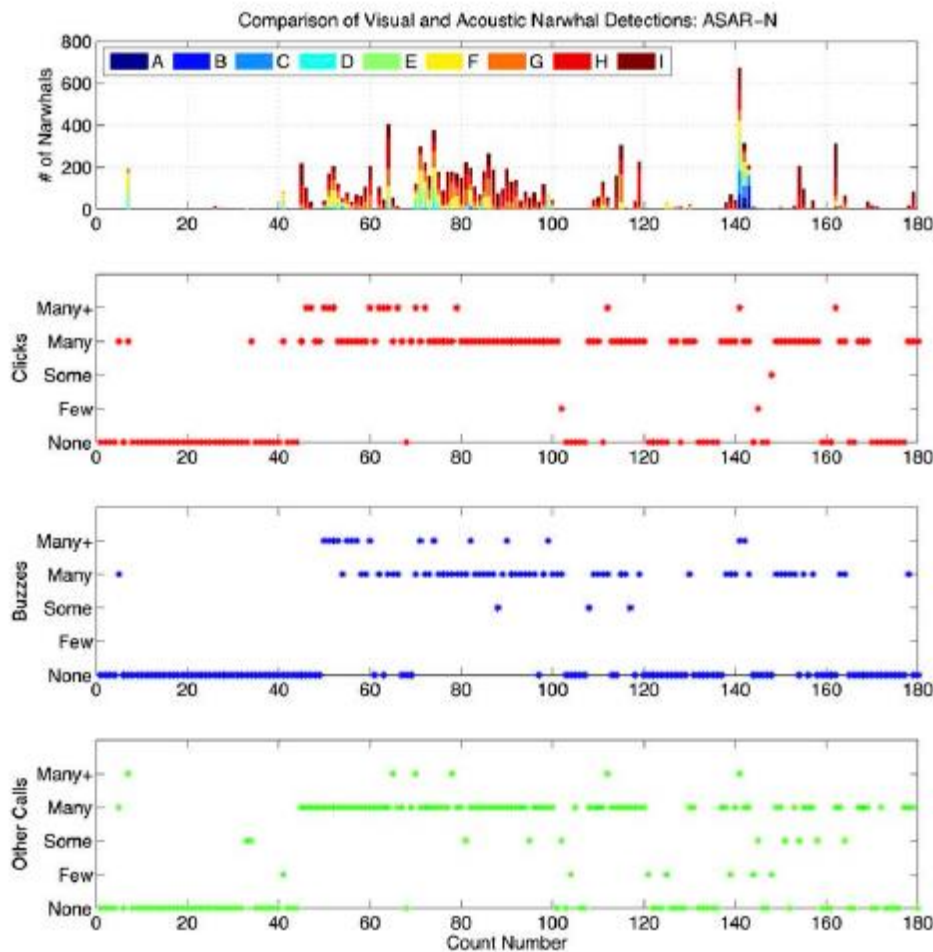 Comparison of Visual and Acoustic Narwhal Detections: ASAR-N
800
600
400
200
0
# of Narwhals
A B C D E F G H I
0 20 40 60 80 100 120 140 160 180
Clicks
Many+
Many
Some
Few
None
0 20 40 60 80 100 120 140 160 180
Buzzes
Many+
Many
Some
Few
None
0 20 40 60 80 100 120 140 160 180
Other Calls
Many+
Many
Some
Few
None
0 20 40 60 80 100 120 140 160 180
Count Number